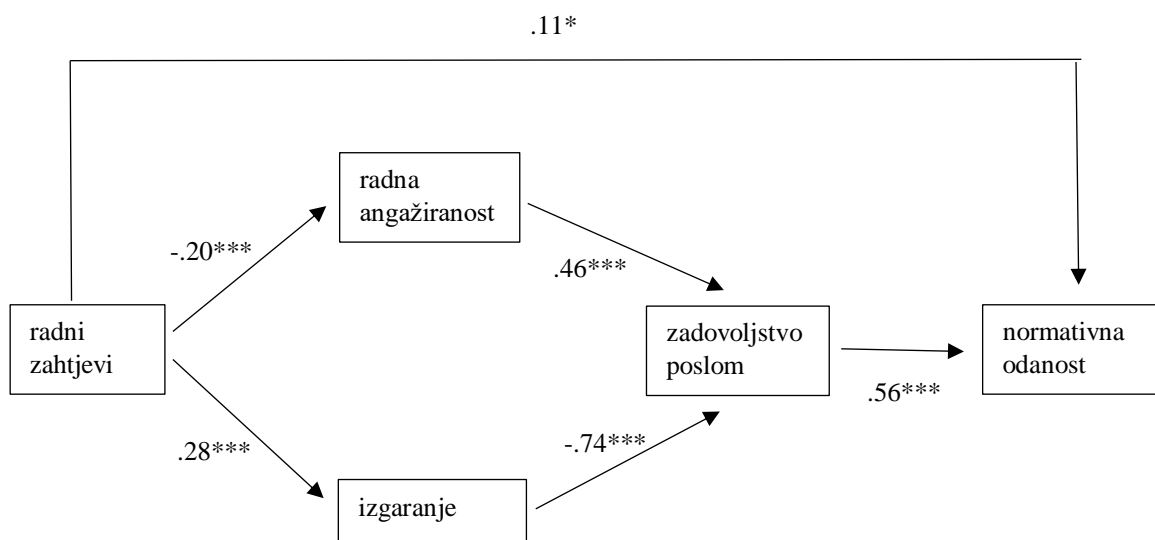 .11*
radna
angažiranost
-.20***
.46***
radni
zahtjevi
zadovoljstvo
poslom
normativna
odanost
.56***
.28***
-.74***
izgaranje